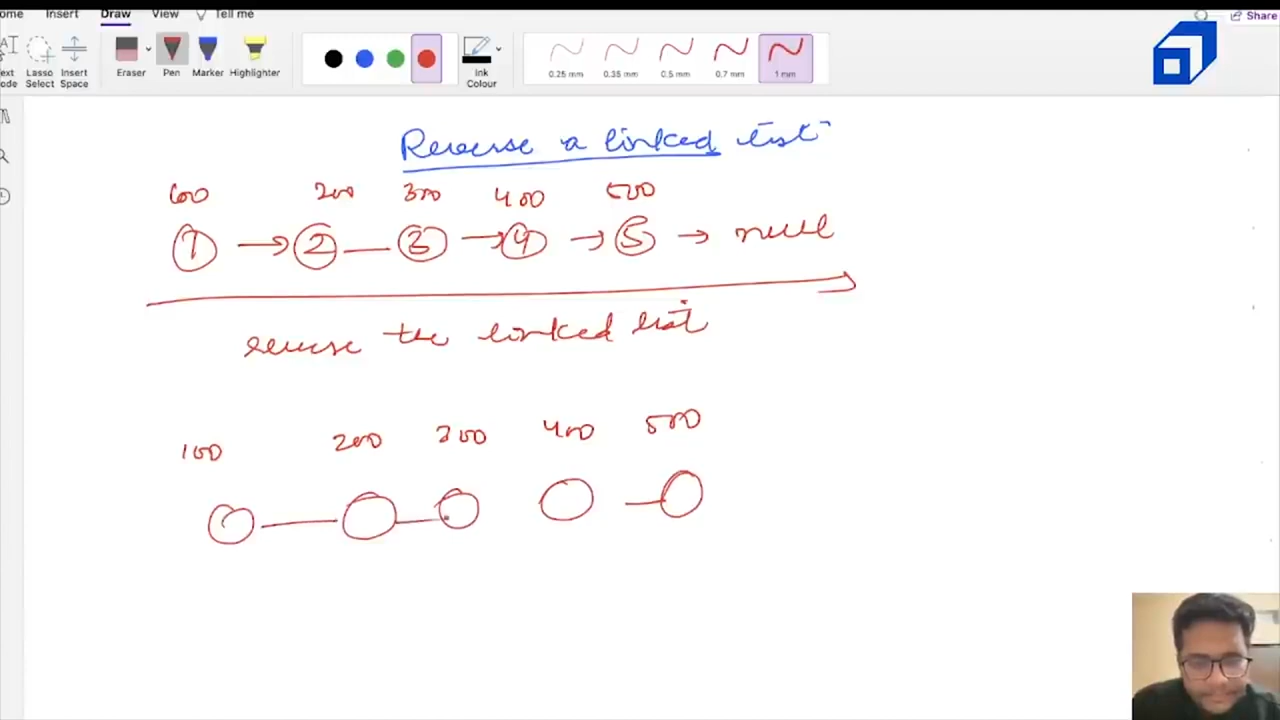 ome Insert Draw View Tell me Share
Text Mode Lasso Select Insert Space Eraser Pen Marker Highlighter Ink Colour 0.25 mm 0.35 mm 0.5 mm 0.7 mm 1 mm
Reverse a linked list
100 200 300 400 500
1 → 2 — 3 → 4 → 5 → null
reverse the linked list
100 200 300 400 500